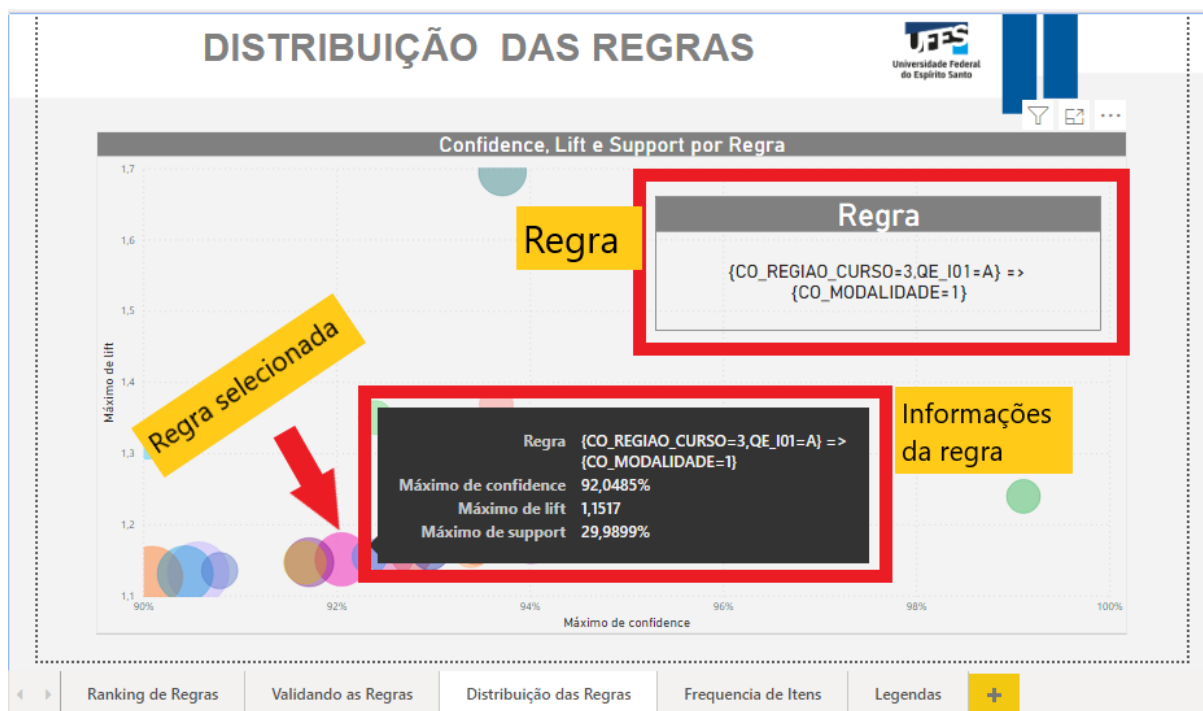 DISTRIBUIÇÃO DAS REGRAS
UFES
Universidade Federal
do Espírito Santo
Confidence, Lift e Support por Regra
1,7
1,6
1,5
1,4
1,3
1,2
1,1
Máximo de lift
Regra
Regra
{CO_REGIAO_CURSO=3,QE_I01=A} =>
{CO_MODALIDADE=1}
Regra selecionada
Regra {CO_REGIAO_CURSO=3,QE_I01=A} =>
{CO_MODALIDADE=1}
Máximo de confidence 92,0485%
Máximo de lift 1,1517
Máximo de support 29,9899%
Informações
da regra
90% 92% 94% 96% 98% 100%
Máximo de confidence
Ranking de Regras Validando as Regras Distribuição das Regras Frequencia de Itens Legendas +